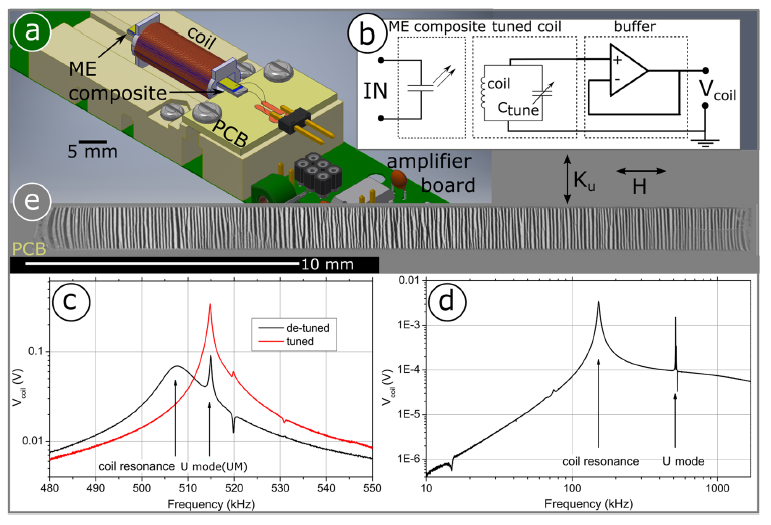 a
coil
ME
composite
PCB
5 mm
amplifier
board
b
ME composite tuned coil
buffer
IN
coil
Ctune
+
-
Vcoil
Ku
H
e
PCB
10 mm
c
de-tuned
tuned
0.1
0.01
Vcoil (V)
coil resonance
U mode(UM)
480 490 500 510 520 530 540 550
Frequency (kHz)
d
1E-3
1E-4
1E-5
1E-6
Vcoil (V)
coil resonance
U mode
10 100 1000
Frequency (kHz)